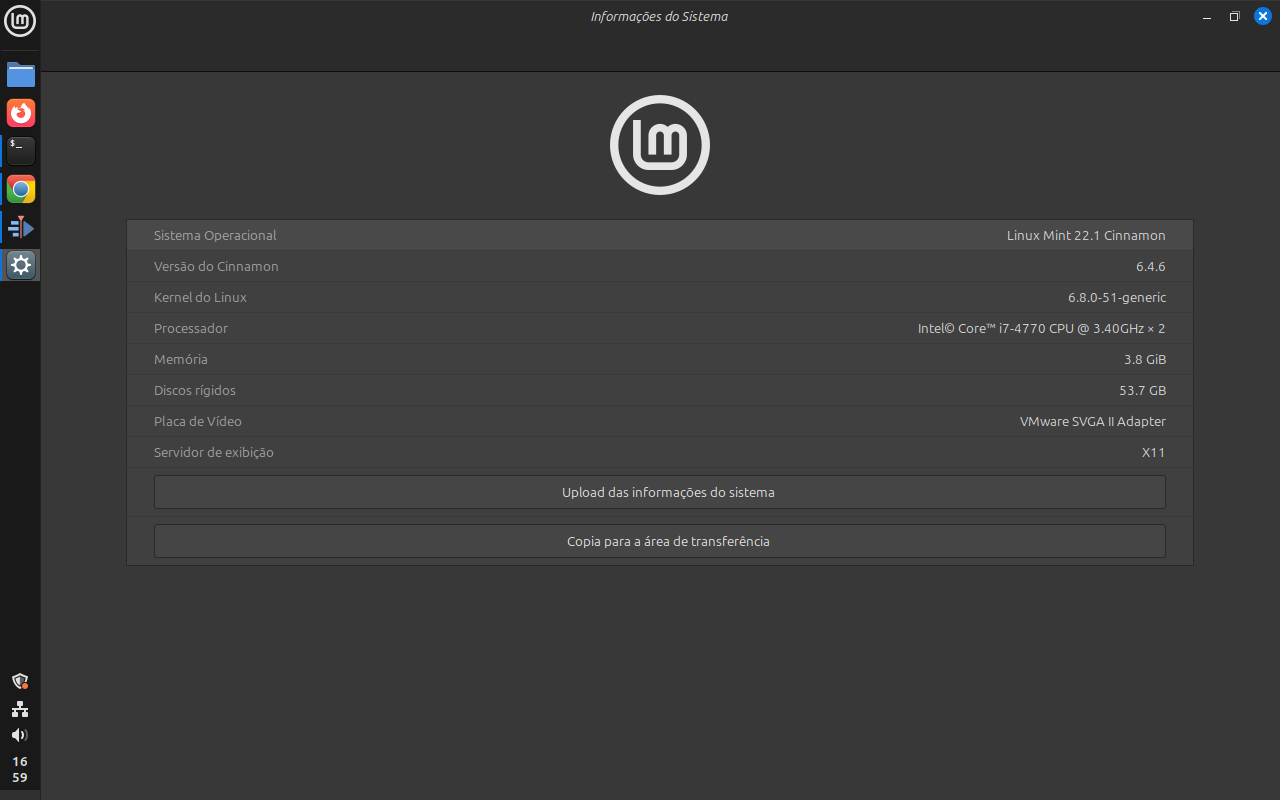 Informações do Sistema
$_
lm
Sistema Operacional Linux Mint 22.1 Cinnamon
Versão do Cinnamon 6.4.6
Kernel do Linux 6.8.0-51-generic
Processador Intel© Core™ i7-4770 CPU @ 3.40GHz × 2
Memória 3.8 GiB
Discos rígidos 53.7 GB
Placa de Vídeo VMware SVGA II Adapter
Servidor de exibição X11
Upload das informações do sistema
Copia para a área de transferência
16
59